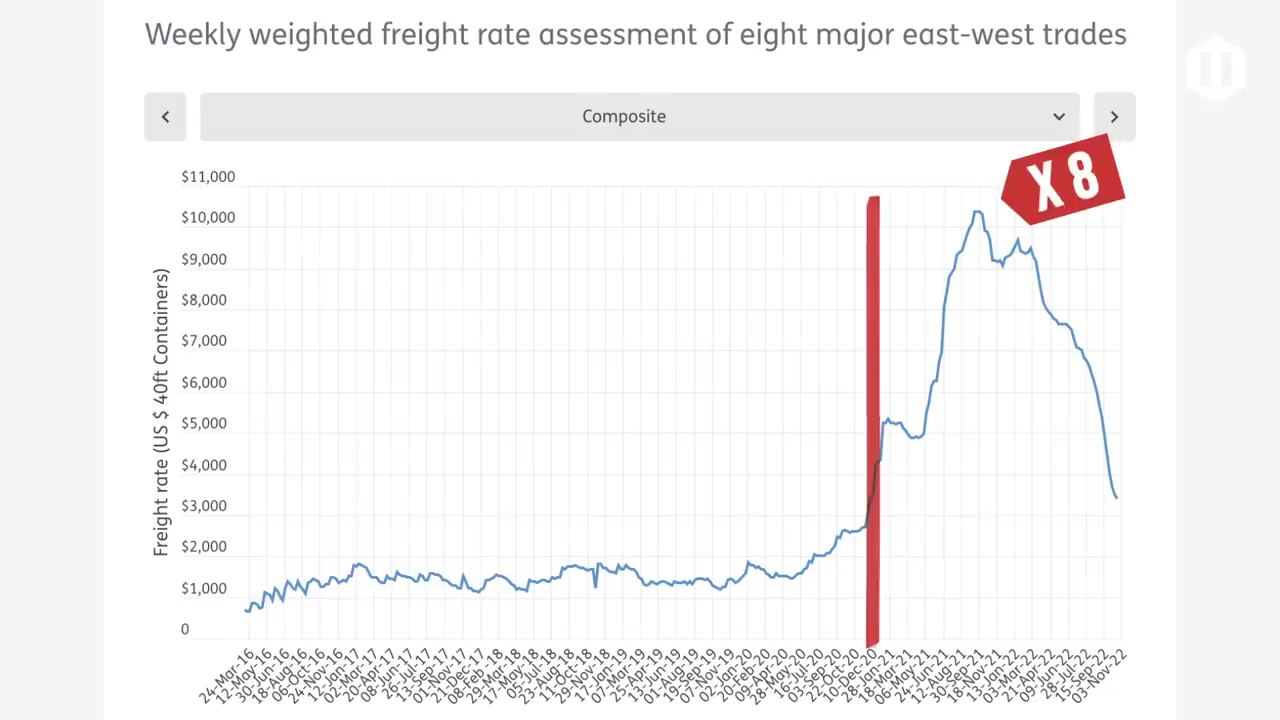 Weekly weighted freight rate assessment of eight major east-west trades
Composite
X 8
$11,000
$10,000
$9,000
$8,000
$7,000
$6,000
$5,000
$4,000
$3,000
$2,000
$1,000
0
Freight rate (US $ 40ft Containers)
24-Mar-16
12-May-16
30-Jun-16
18-Aug-16
06-Oct-16
24-Nov-16
12-Jan-17
02-Mar-17
20-Apr-17
08-Jun-17
26-Jul-17
13-Sep-17
01-Nov-17
21-Dec-17
08-Feb-18
29-Mar-18
17-May-18
05-Jul-18
23-Aug-18
11-Oct-18
29-Nov-18
17-Jan-19
07-Mar-19
25-Apr-19
13-Jun-19
01-Aug-19
19-Sep-19
07-Nov-19
02-Jan-20
20-Feb-20
09-Apr-20
28-May-20
16-Jul-20
03-Sep-20
22-Oct-20
10-Dec-20
28-Jan-21
18-Mar-21
06-May-21
24-Jun-21
12-Aug-21
30-Sep-21
18-Nov-21
13-Jan-22
03-Mar-22
21-Apr-22
09-Jun-22
28-Jul-22
15-Sep-22
03-Nov-22